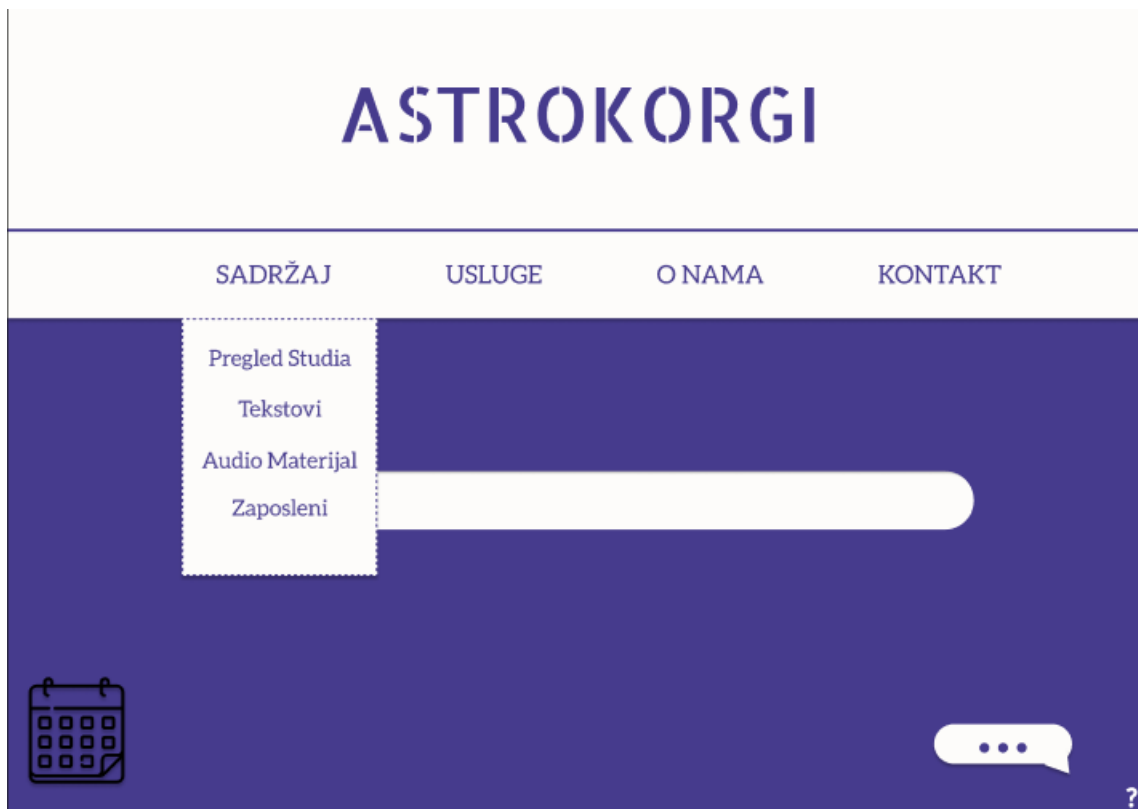 ASTROKORGI
SADRŽAJ USLUGE O NAMA KONTAKT
Pregled Studia
Tekstovi
Audio Materijal
Zaposleni
?